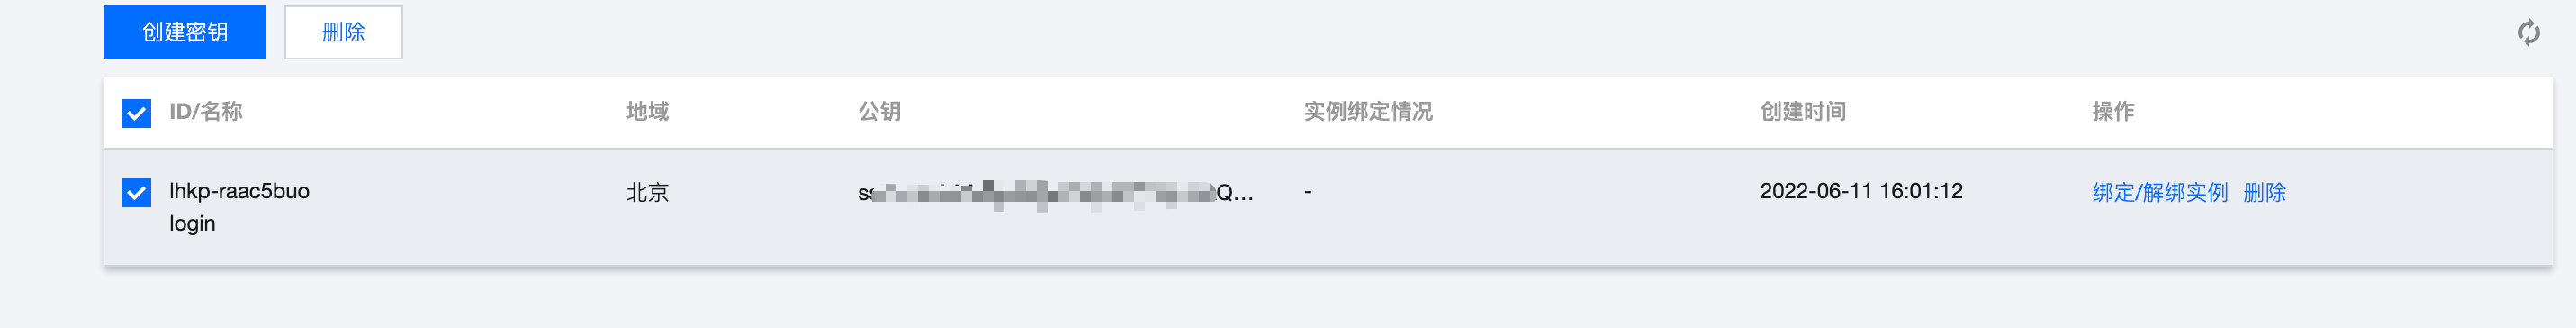 创建密钥 删除
ID/名称 地域 公钥 实例绑定情况 创建时间 操作
lhkp-raac5buo 北京 - 2022-06-11 16:01:12 绑定/解绑实例 删除
login